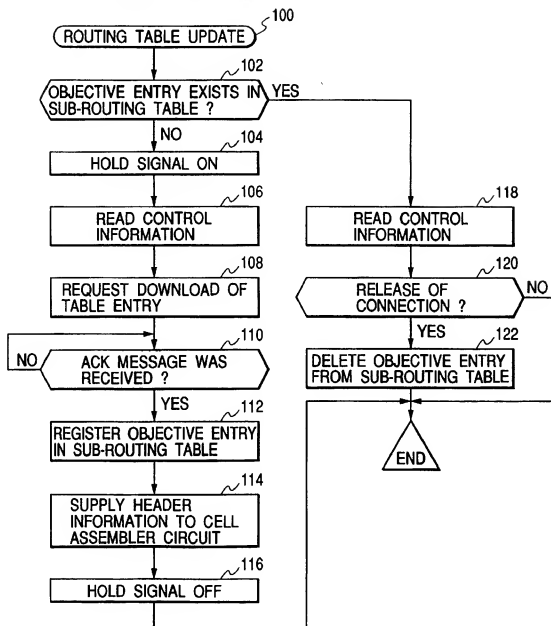 ROUTING TABLE UPDATE
100
102
OBJECTIVE ENTRY EXISTS IN
SUB-ROUTING TABLE ?
YES
NO
104
HOLD SIGNAL ON
106
READ CONTROL
INFORMATION
108
REQUEST DOWNLOAD OF
TABLE ENTRY
110
NO
ACK MESSAGE WAS
RECEIVED ?
YES
112
REGISTER OBJECTIVE ENTRY
IN SUB-ROUTING TABLE
114
SUPPLY HEADER
INFORMATION TO CELL
ASSEMBLER CIRCUIT
116
HOLD SIGNAL OFF
118
READ CONTROL
INFORMATION
120
RELEASE OF
CONNECTION ?
NO
YES
122
DELETE OBJECTIVE ENTRY
FROM SUB-ROUTING TABLE
END